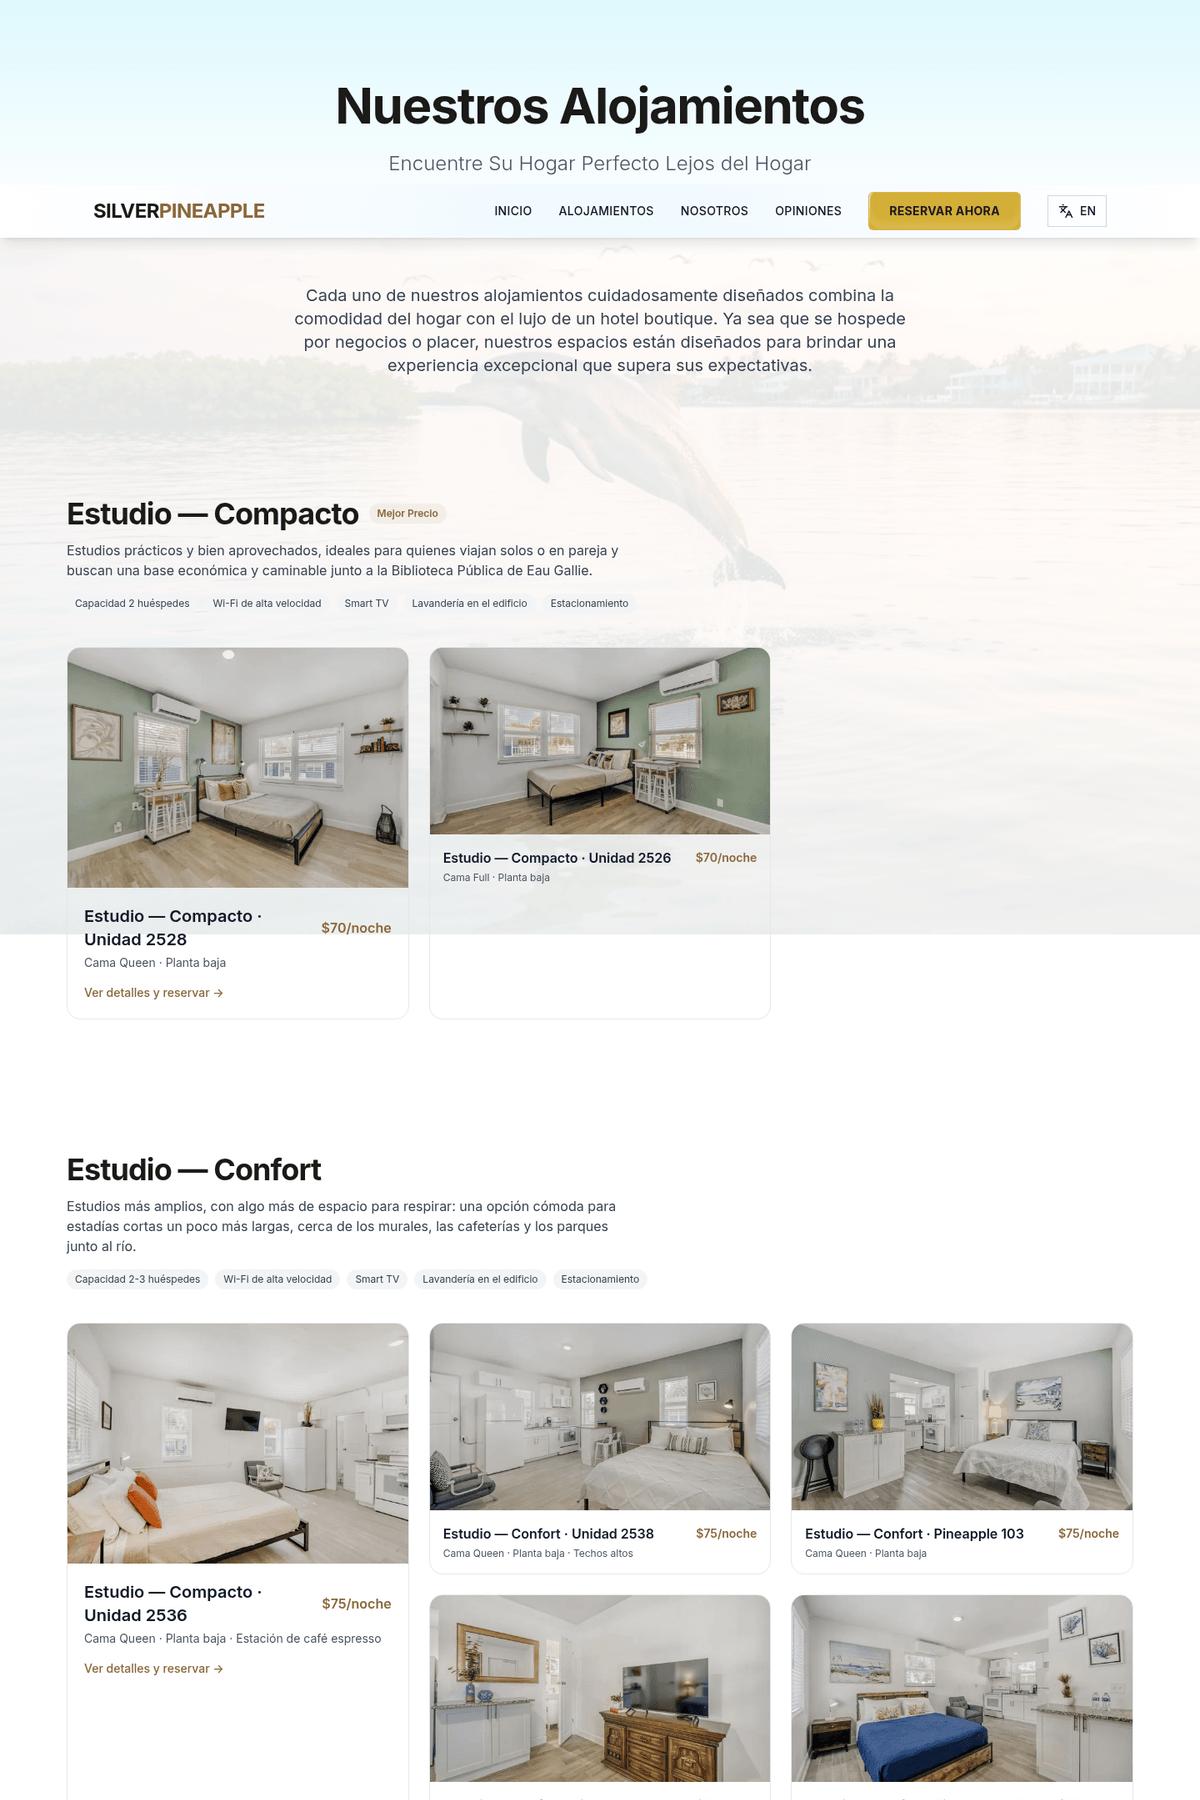 Nuestros Alojamientos
Encuentre Su Hogar Perfecto Lejos del Hogar
SILVERPINEAPPLE
INICIO
ALOJAMIENTOS
NOSOTROS
OPINIONES
RESERVAR AHORA
EN
Cada uno de nuestros alojamientos cuidadosamente diseñados combina la
comodidad del hogar con el lujo de un hotel boutique. Ya sea que se hospede
por negocios o placer, nuestros espacios están diseñados para brindar una
experiencia excepcional que supera sus expectativas.
Estudio — Compacto
Mejor Precio
Estudios prácticos y bien aprovechados, ideales para quienes viajan solos o en pareja y
buscan una base económica y caminable junto a la Biblioteca Pública de Eau Gallie.
Capacidad 2 huéspedes
Wi-Fi de alta velocidad
Smart TV
Lavandería en el edificio
Estacionamiento
Estudio — Compacto ·
Unidad 2528
$70/noche
Cama Queen · Planta baja
Ver detalles y reservar →
Estudio — Compacto · Unidad 2526
$70/noche
Cama Full · Planta baja
Estudio — Confort
Estudios más amplios, con algo más de espacio para respirar: una opción cómoda para
estadías cortas un poco más largas, cerca de los murales, las cafeterías y los parques
junto al río.
Capacidad 2-3 huéspedes
Wi-Fi de alta velocidad
Smart TV
Lavandería en el edificio
Estacionamiento
Estudio — Compacto ·
Unidad 2536
$75/noche
Cama Queen · Planta baja · Estación de café espresso
Ver detalles y reservar →
Estudio — Confort · Unidad 2538
$75/noche
Cama Queen · Planta baja · Techos altos
Estudio — Confort · Pineapple 103
$75/noche
Cama Queen · Planta baja